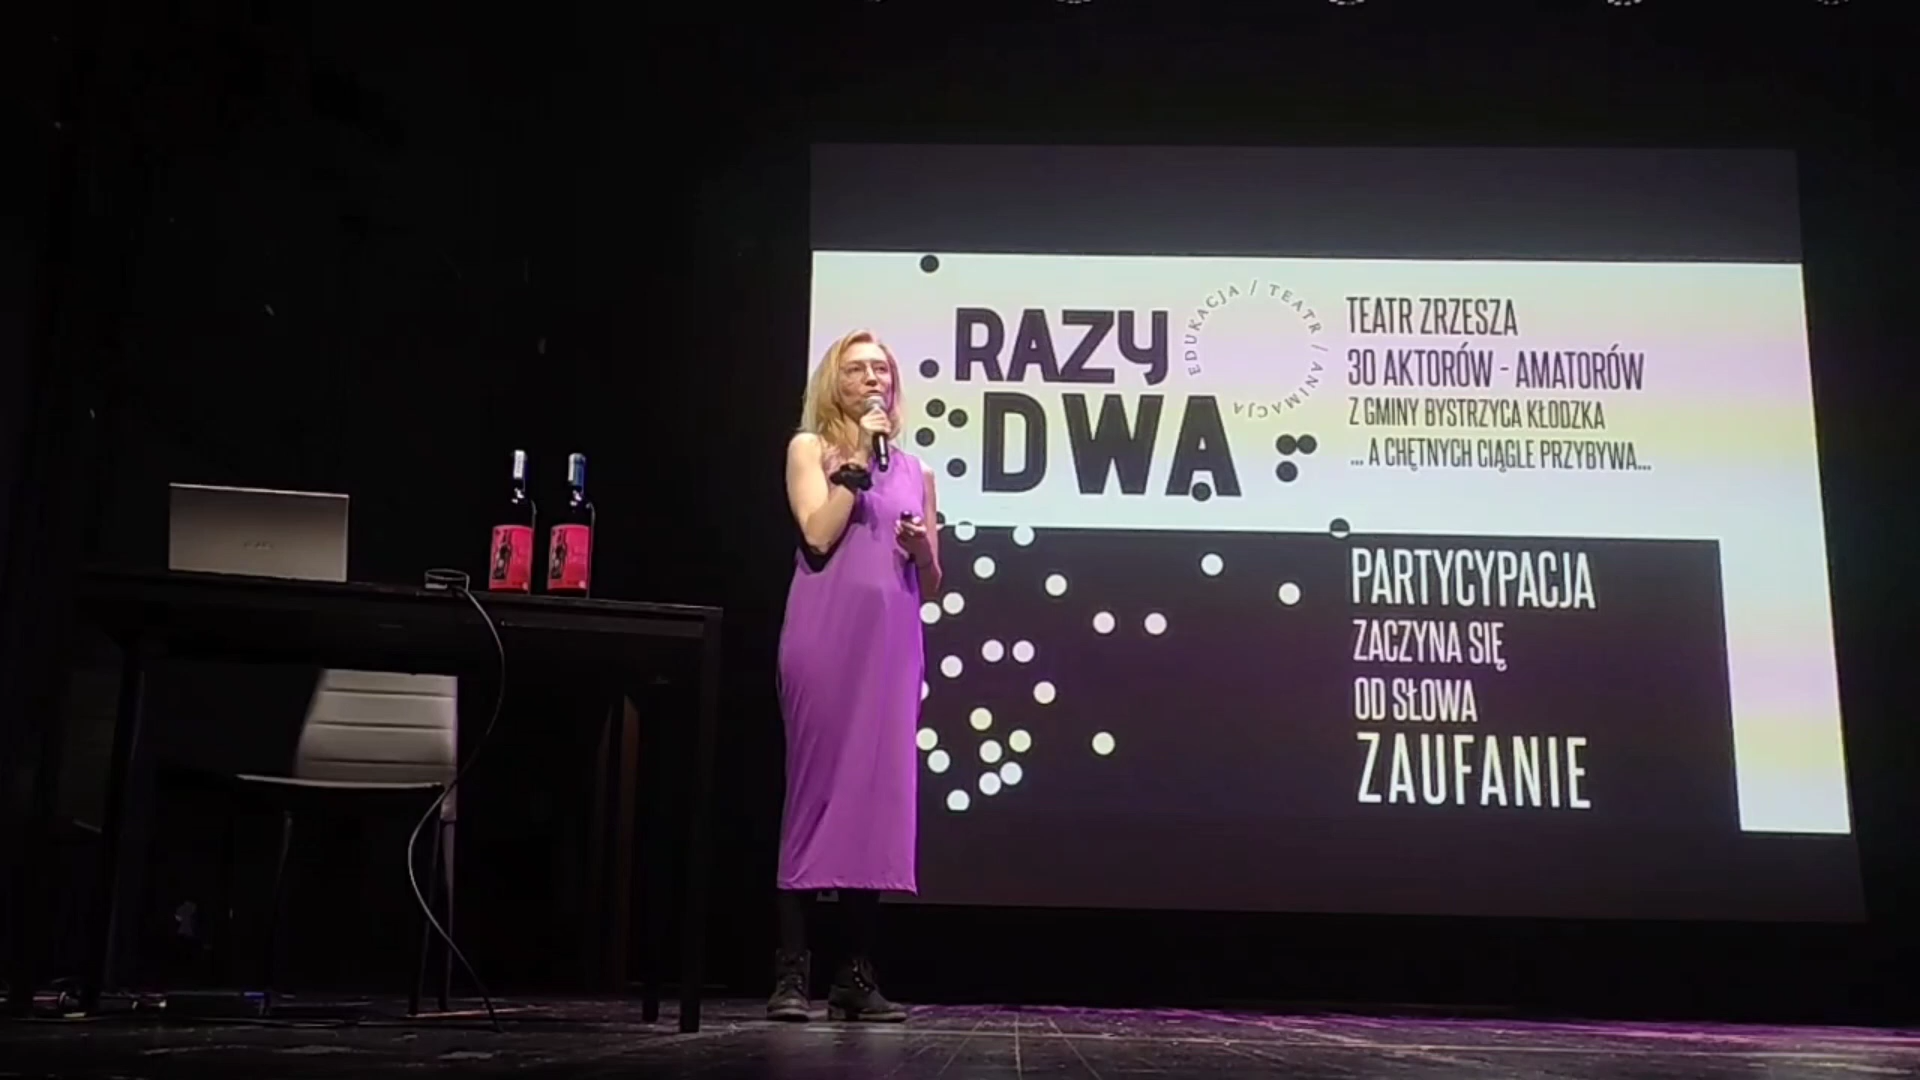 RAZY
DWA
EDUKACJA / TEATR / ANIMACJA
TEATR ZRZESZA
30 AKTORÓW - AMATORÓW
Z GMINY BYSTRZYCA KŁODZKA
... A CHĘTNYCH CIĄGLE PRZYBYWA...
PARTYCYPACJA
ZACZYNA SIĘ
OD SŁOWA
ZAUFANIE